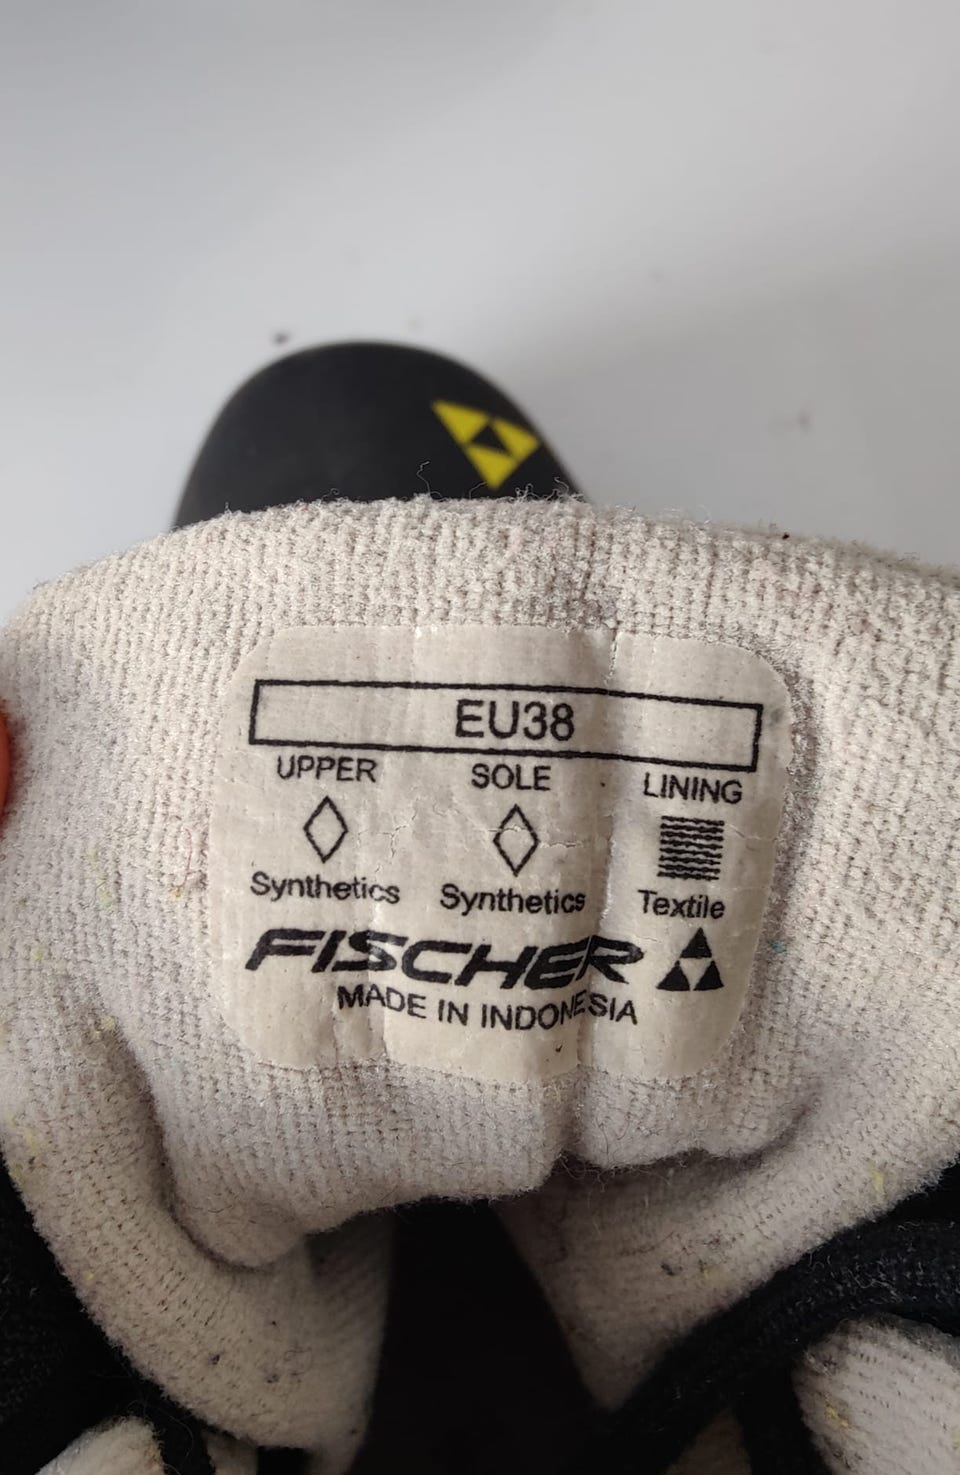 EU38
UPPER SOLE LINING
Synthetics Synthetics Textile
FISCHER
MADE IN INDONESIA